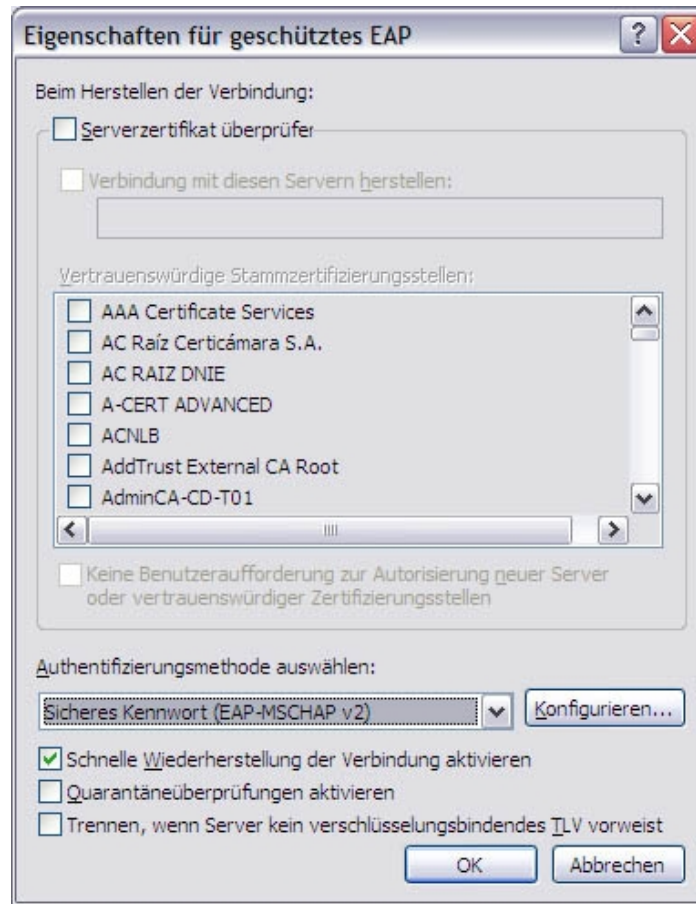 Eigenschaften für geschütztes EAP
Beim Herstellen der Verbindung:
Serverzertifikat überprüfer
Verbindung mit diesen Servern herstellen:
Vertrauenswürdige Stammzertifizierungsstellen:
AAA Certificate Services
AC Raíz Certicámara S.A.
AC RAIZ DNIE
A-CERT ADVANCED
ACNLB
AddTrust External CA Root
AdminCA-CD-T01
Keine Benutzeraufforderung zur Autorisierung neuer Server
oder vertrauenswürdiger Zertifizierungsstellen
Authentifizierungsmethode auswählen:
Sicheres Kennwort (EAP-MSCHAP v2)
Konfigurieren...
Schnelle Wiederherstellung der Verbindung aktivieren
Quarantäneüberprüfungen aktivieren
Trennen, wenn Server kein verschlüsselungsbindendes TLV vorweist
OK
Abbrechen